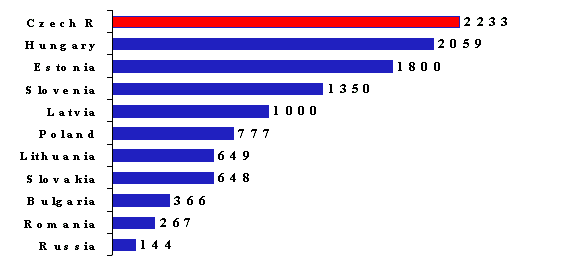 Czech R 2233
Hungary 2059
Estonia 1800
Slovenia 1350
Latvia 1000
Poland 777
Lithuania 649
Slovakia 648
Bulgaria 366
Romania 267
Russia 144